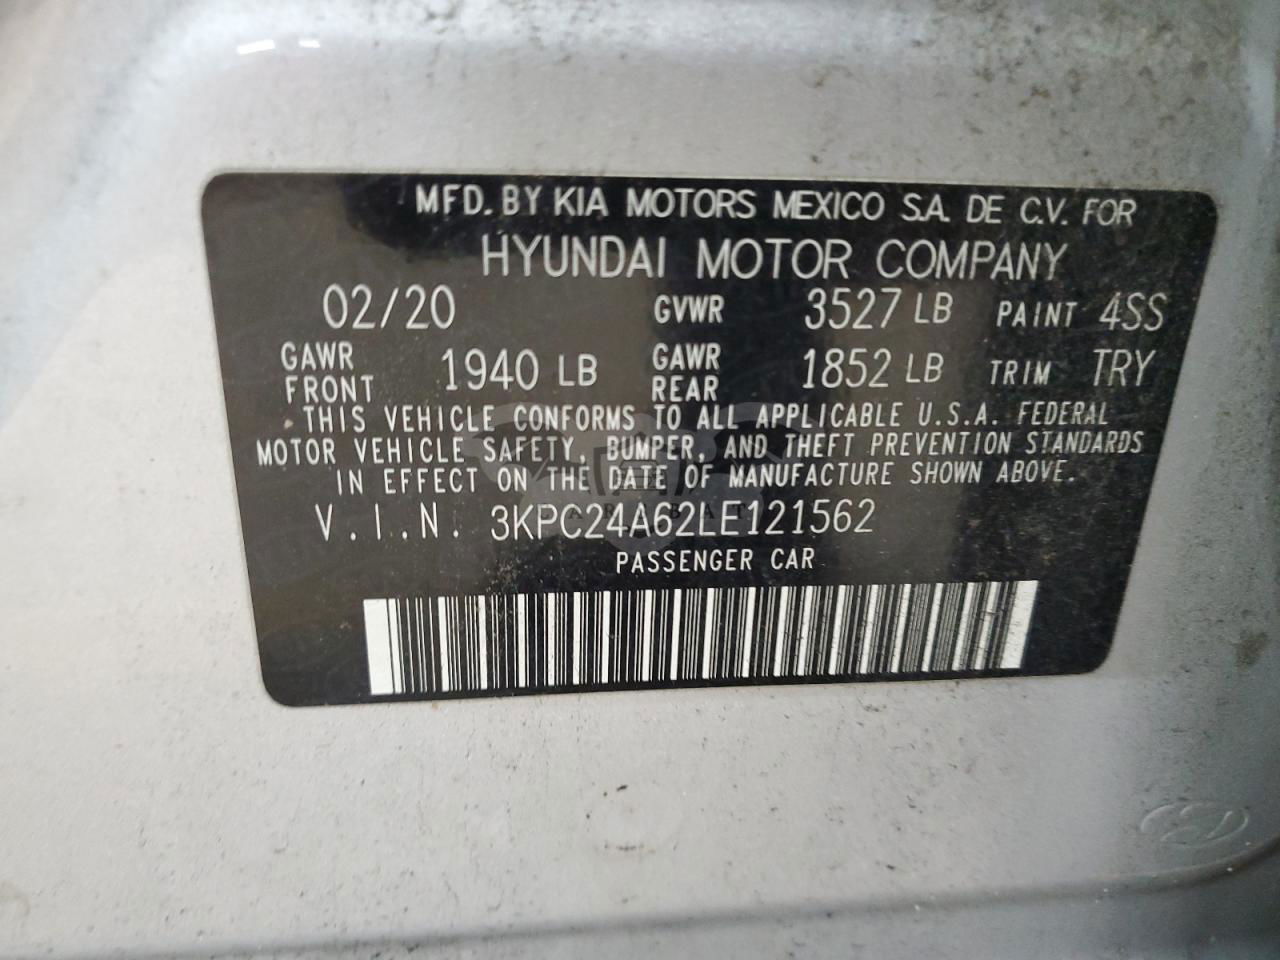 MFD. BY KIA MOTORS MEXICO S.A. DE C.V. FOR
HYUNDAI MOTOR COMPANY
02/20 GVWR 3527 LB PAINT 4SS
GAWR FRONT 1940 LB GAWR REAR 1852 LB TRIM TRY
THIS VEHICLE CONFORMS TO ALL APPLICABLE U.S.A. FEDERAL
MOTOR VEHICLE SAFETY, BUMPER, AND THEFT PREVENTION STANDARDS
IN EFFECT ON THE DATE OF MANUFACTURE SHOWN ABOVE.
V.I.N. 3KPC24A62LE121562
PASSENGER CAR